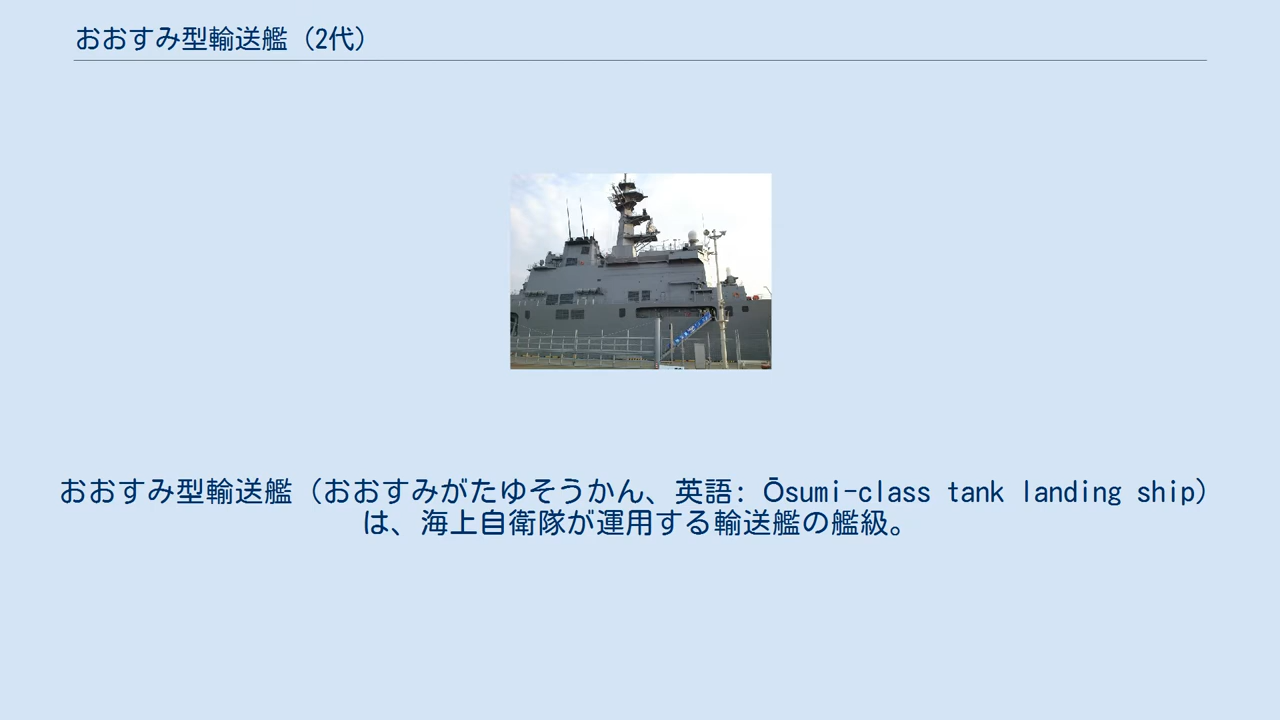 おおすみ型輸送艦（2代）
おおすみ型輸送艦（おおすみがたゆそうかん、英語: Ōsumi-class tank landing ship）
は、海上自衛隊が運用する輸送艦の艦級。